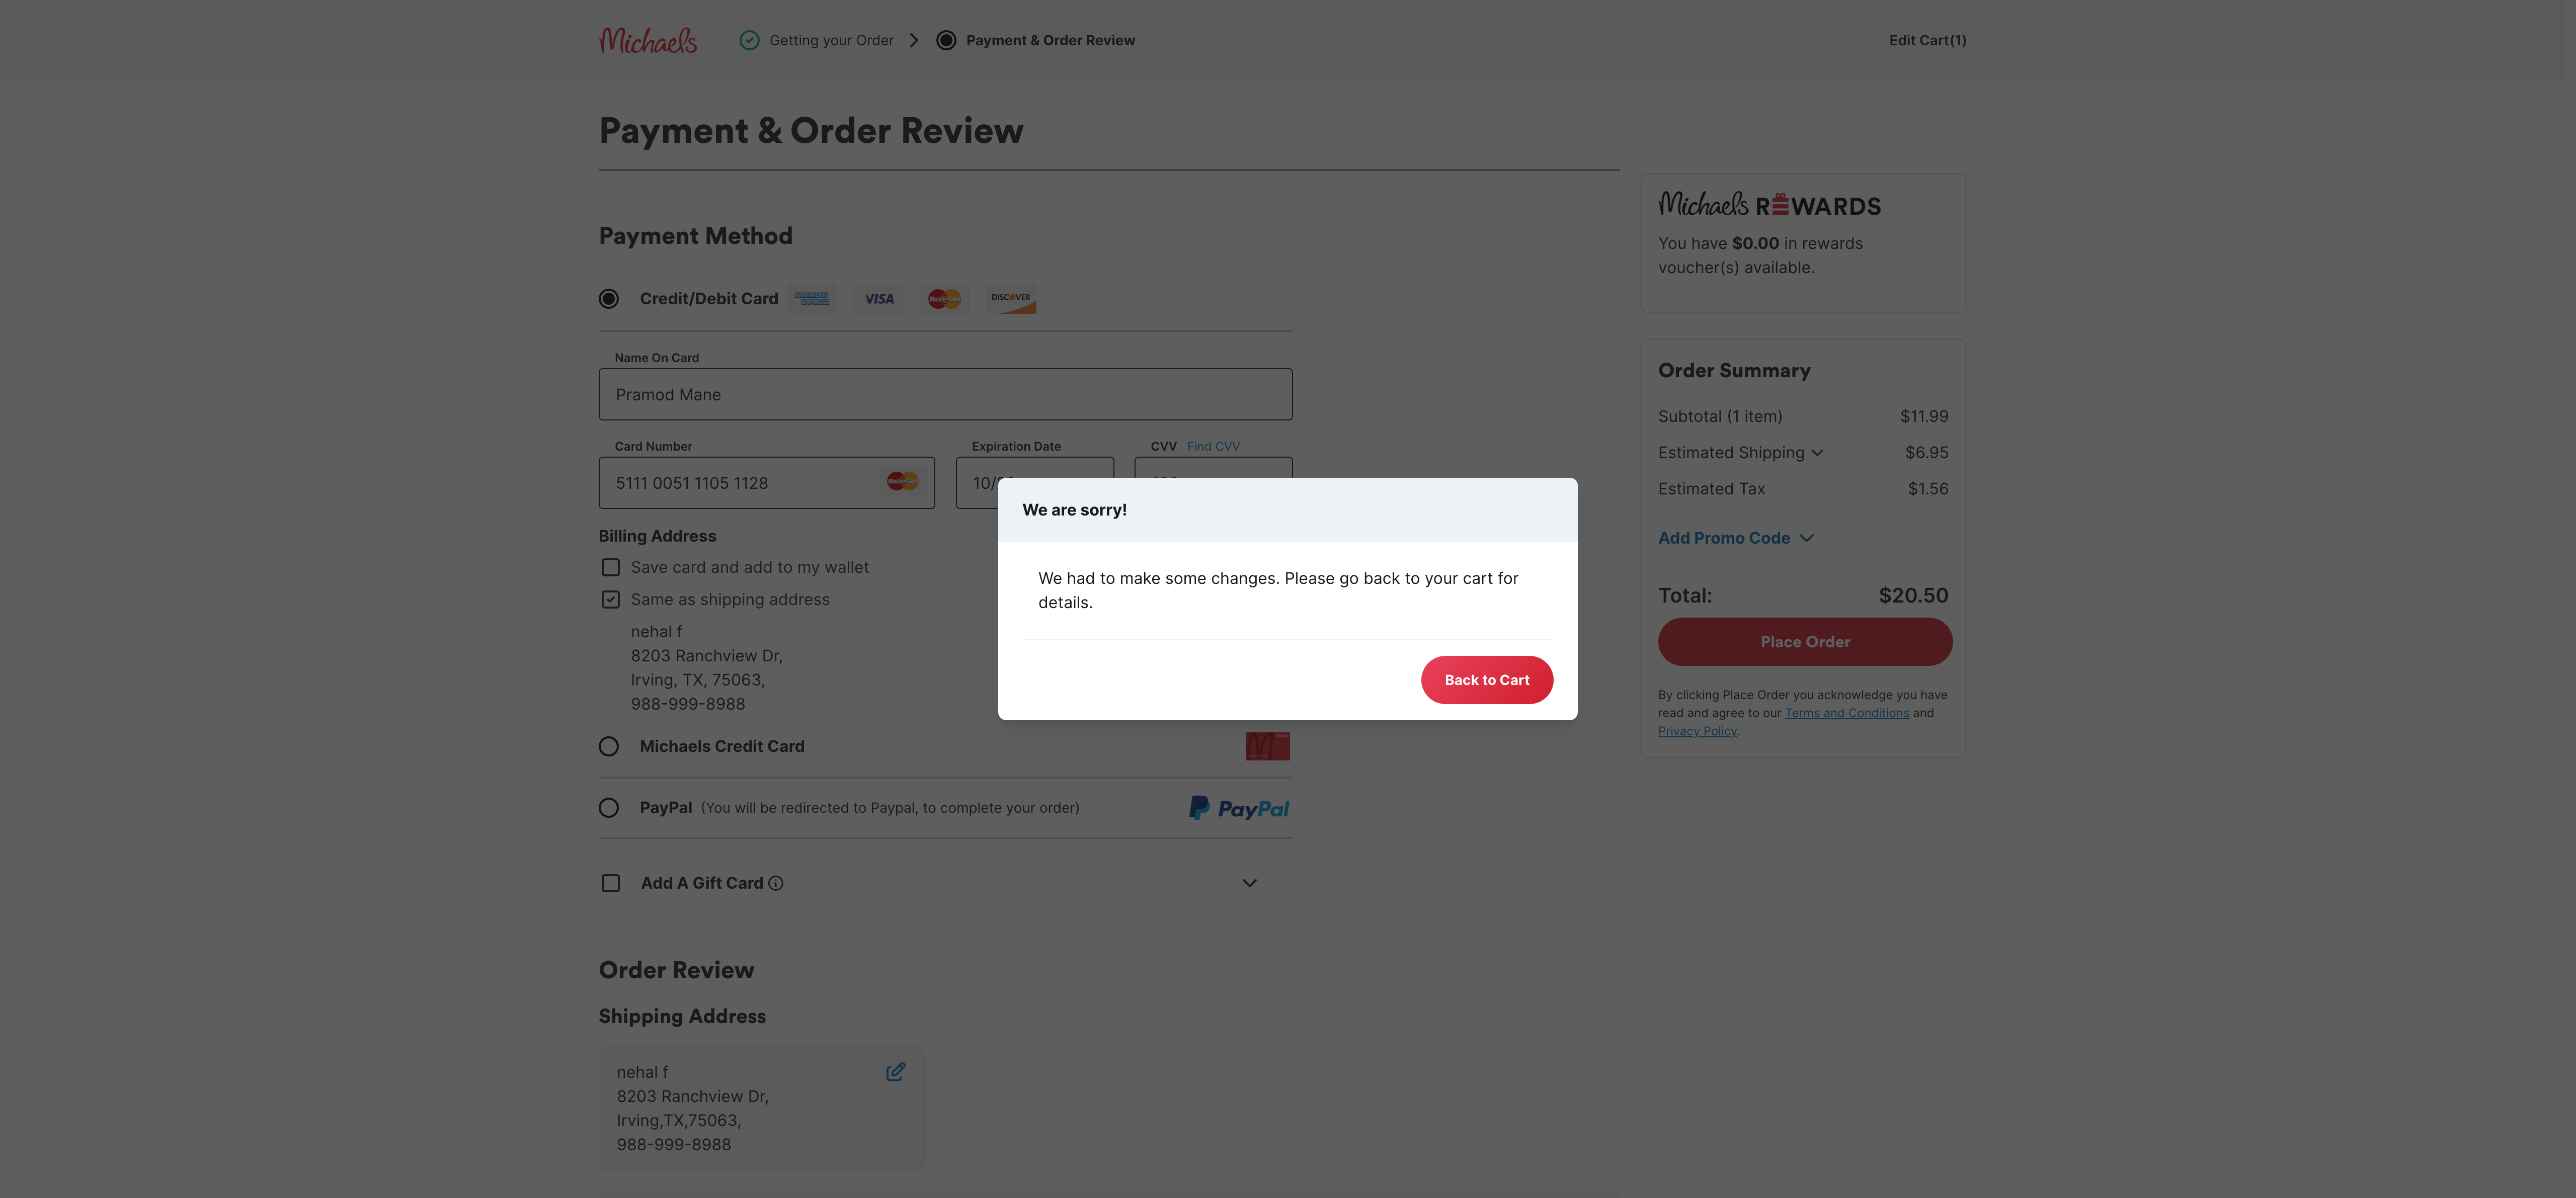 Michaels
Getting your Order
Payment & Order Review
Edit Cart(1)
Payment & Order Review
Payment Method
Credit/Debit Card
AMERICAN EXPRESS
VISA
MasterCard
DISCOVER
Name On Card
Pramod Mane
Card Number
Expiration Date
CVV Find CVV
5111 0051 1105 1128
MasterCard
10/
Billing Address
Save card and add to my wallet
Same as shipping address
nehal f
8203 Ranchview Dr,
Irving, TX, 75063,
988-999-8988
Michaels Credit Card
PayPal (You will be redirected to Paypal, to complete your order)
PayPal
Add A Gift Card
Order Review
Shipping Address
nehal f
8203 Ranchview Dr,
Irving,TX,75063,
988-999-8988
We are sorry!
We had to make some changes. Please go back to your cart for
details.
Back to Cart
Michaels REWARDS
You have $0.00 in rewards
voucher(s) available.
Order Summary
Subtotal (1 item) $11.99
Estimated Shipping $6.95
Estimated Tax $1.56
Add Promo Code
Total: $20.50
Place Order
By clicking Place Order you acknowledge you have
read and agree to our Terms and Conditions and
Privacy Policy.